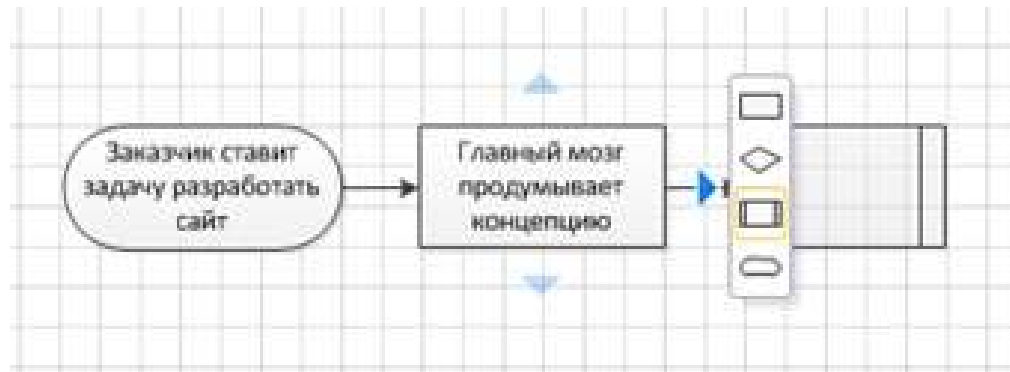 Заказчик ставит
задачу разработать
сайт
Главный мозг
продумывает
концепцию